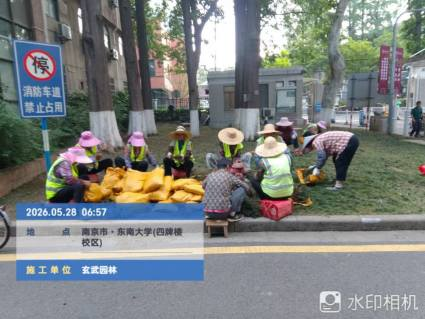 停
消防车道
禁止占用
2026.05.28 06:57
地 点 南京市·东南大学(四牌楼
校区)
施工单位 玄武园林
水印相机